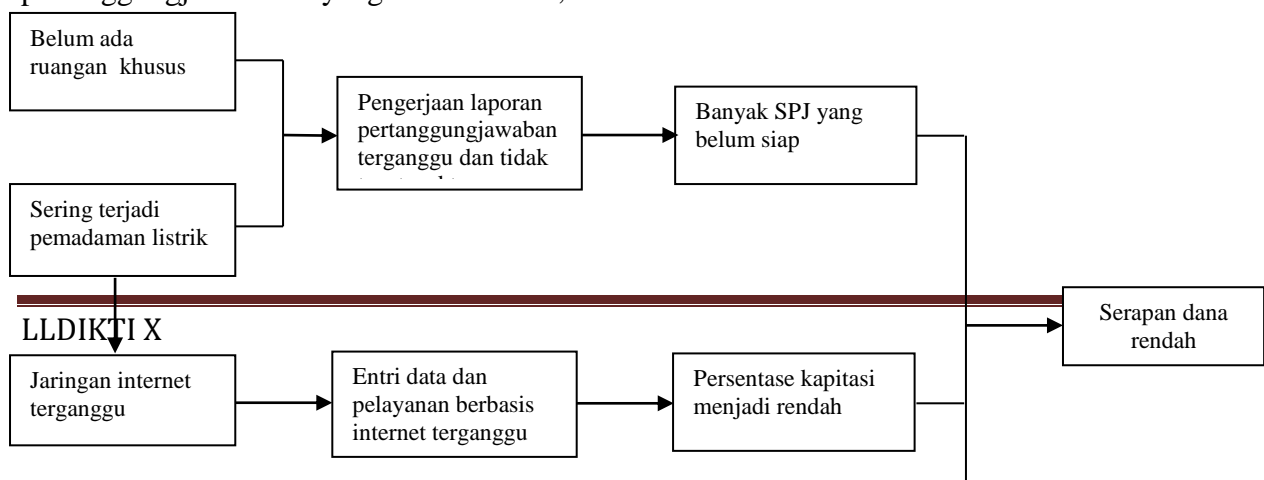 Belum ada
ruangan khusus
Pengerjaan laporan
pertanggungjawaban
terganggu dan tidak
Banyak SPJ yang
belum siap
Sering terjadi
pemadaman listrik
LLDIKTI X
Serapan dana
rendah
Jaringan internet
terganggu
Entri data dan
pelayanan berbasis
internet terganggu
Persentase kapitasi
menjadi rendah